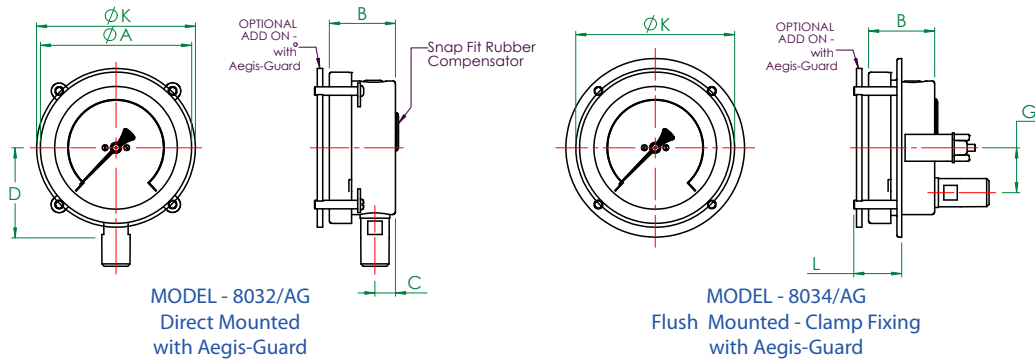 ØK
ØA
D
OPTIONAL
ADD ON -
with
Aegis-Guard
B
Snap Fit Rubber
Compensator
C
MODEL - 8032/AG
Direct Mounted
with Aegis-Guard
ØK
OPTIONAL
ADD ON -
with
Aegis-Guard
B
G
L
MODEL - 8034/AG
Flush Mounted - Clamp Fixing
with Aegis-Guard